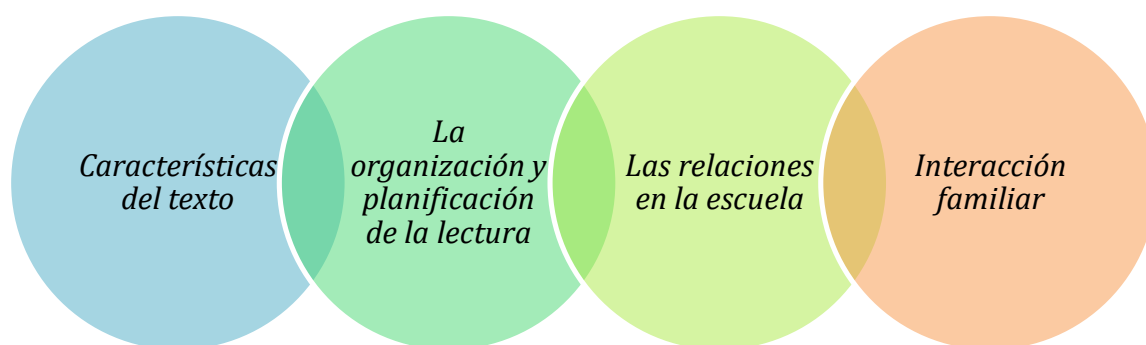 Características
del texto
La
organización y
planificación
de la lectura
Las relaciones
en la escuela
Interacción
familiar